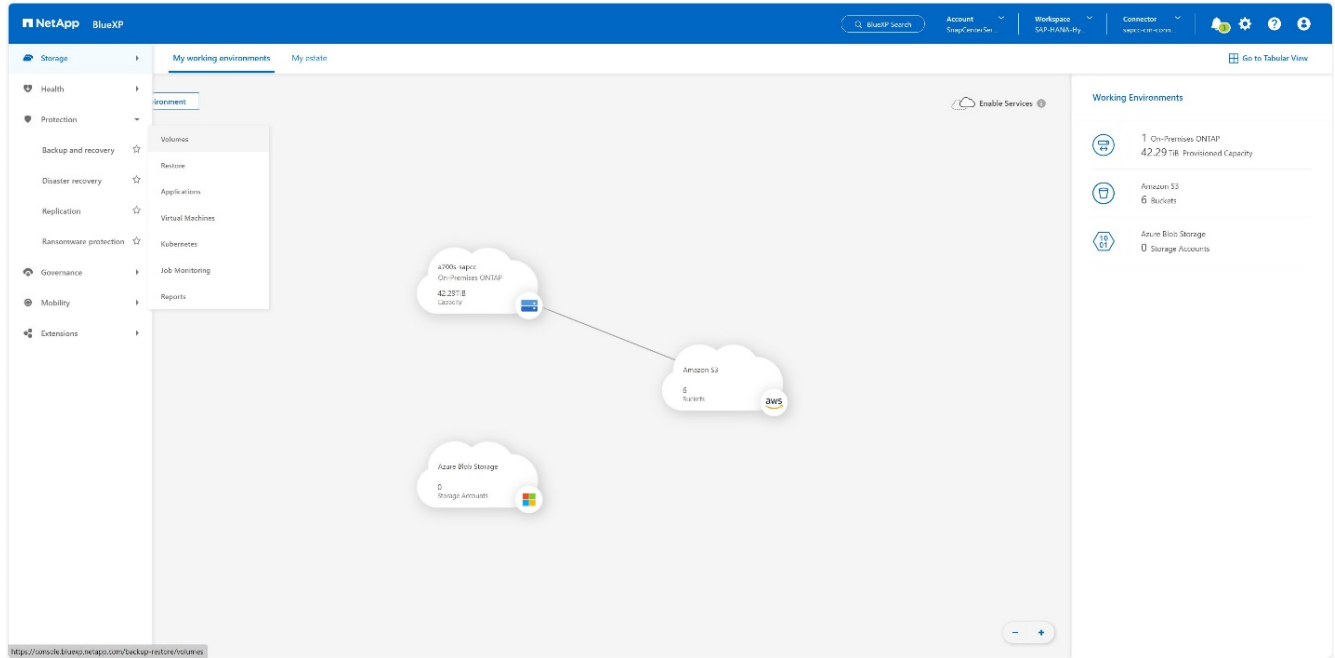 NetApp BlueXP
BlueXP Search
Account
SnapCenterSer...
Workspace
SAP-HANA-Hy...
Connector
1
Storage
My working environments
My estate
Go to Tabular View
Health
Protection
ironment
Enable Services
Working Environments
Volumes
Backup and recovery
Restore
Disaster recovery
Applications
Replication
Virtual Machines
Ransomware protection
Kubernetes
Governance
Job Monitoring
Mobility
Reports
Extensions
1 On-Premises ONTAP
42.29 TiB Provisioned Capacity
Amazon S3
6 Buckets
Azure Blob Storage
0 Storage Accounts
a700s-sapcc
On-Premises ONTAP
42.29TiB
Capacity
Amazon S3
6
Buckets
aws
Azure Blob Storage
0
Storage Accounts
https://console.bluexp.netapp.com/backup-restore/volumes